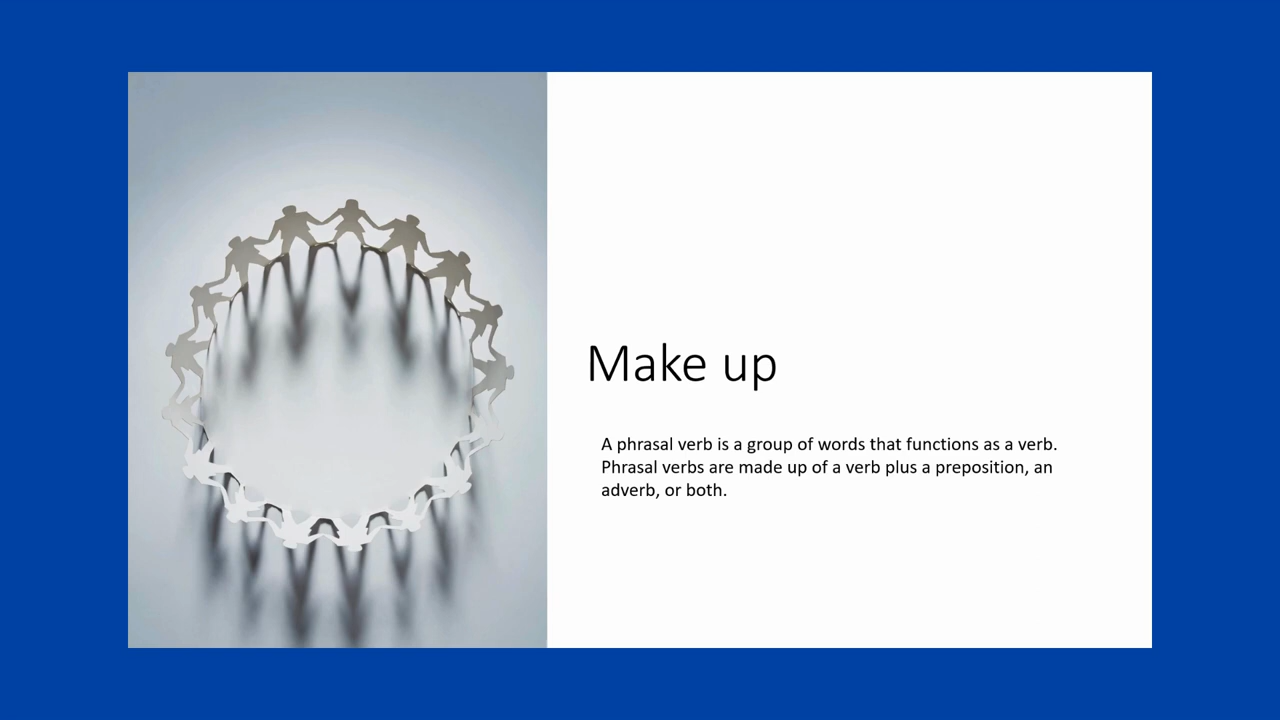 Make up
A phrasal verb is a group of words that functions as a verb.
Phrasal verbs are made up of a verb plus a preposition, an
adverb, or both.